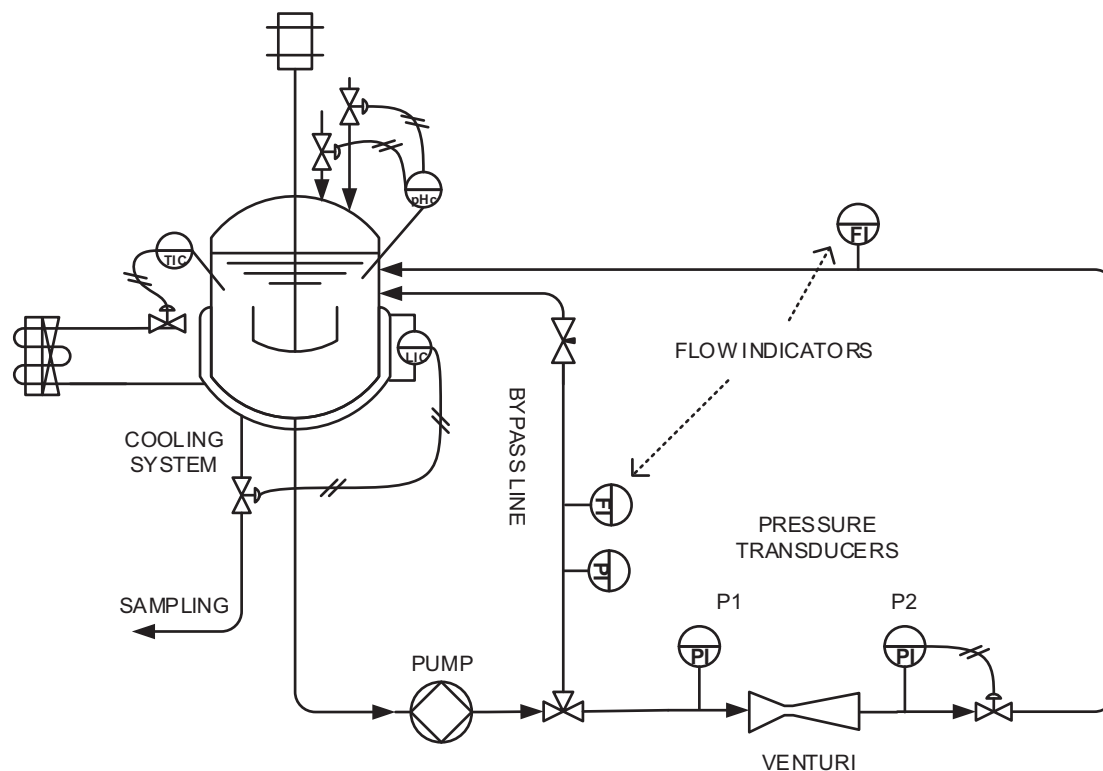 pHc
TIC
FI
FLOW INDICATORS
LIC
BYPASS LINE
COOLING
SYSTEM
FI
PRESSURE
TRANSDUCERS
PI
SAMPLING
P1
P2
PI
PI
PUMP
VENTURI